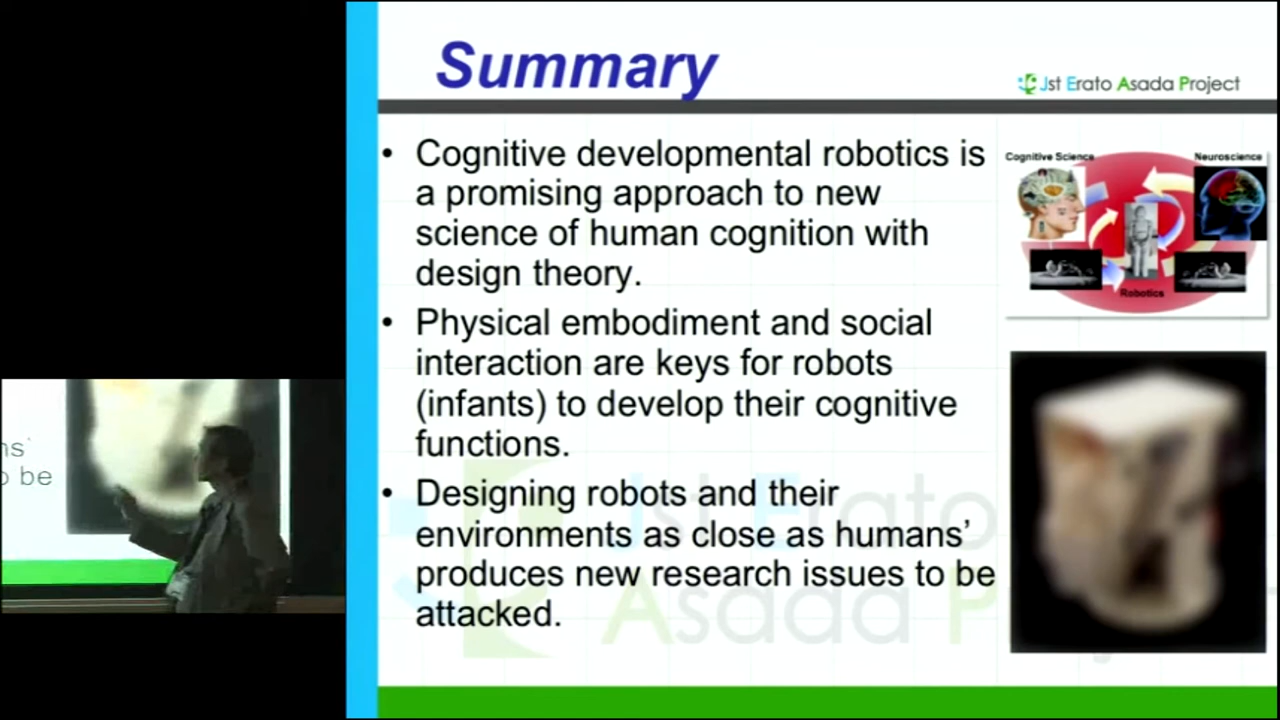 Summary
Jst Erato Asada Project
• Cognitive developmental robotics is
a promising approach to new
science of human cognition with
design theory.
• Physical embodiment and social
interaction are keys for robots
(infants) to develop their cognitive
functions.
• Designing robots and their
environments as close as humans’
produces new research issues to be
attacked.
Cognitive Science
Neuroscience
Robotics
Jst Erato
Asada P
ns'
o be